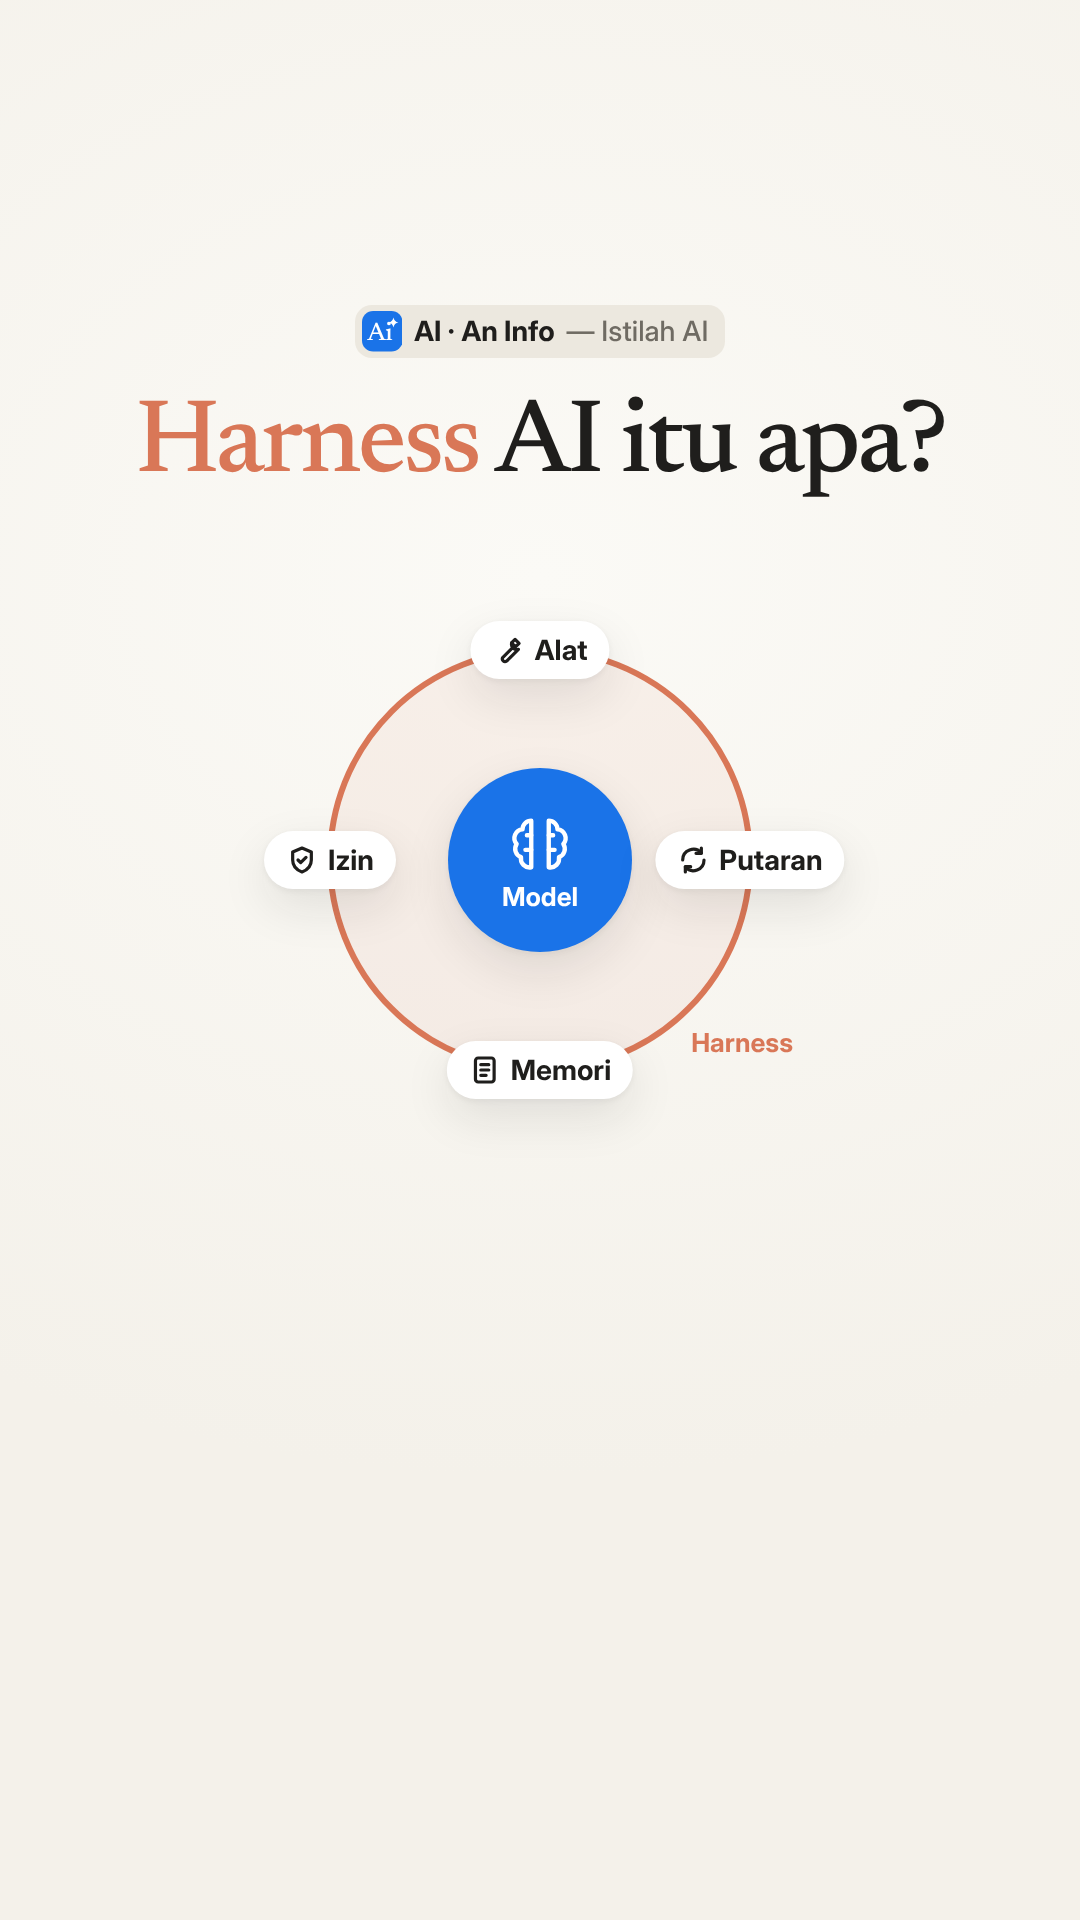 Ai AI · An Info — Istilah AI
Harness AI itu apa?
Alat
Izin
Model
Putaran
Harness
Memori